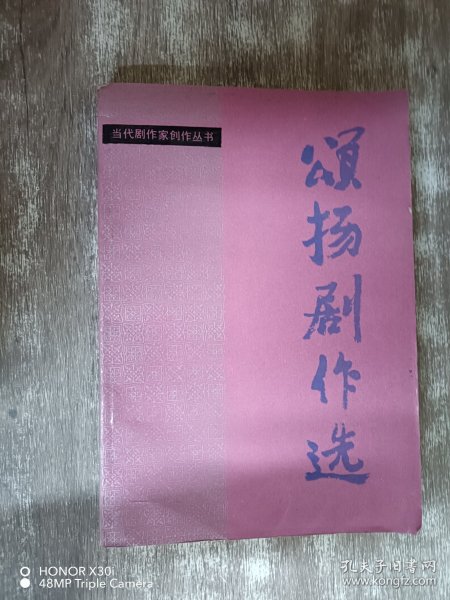 当代剧作家创作丛书
颂扬剧作选
HONOR X30i
48MP Triple Camera
孔夫子旧书网
www.kongfz.com